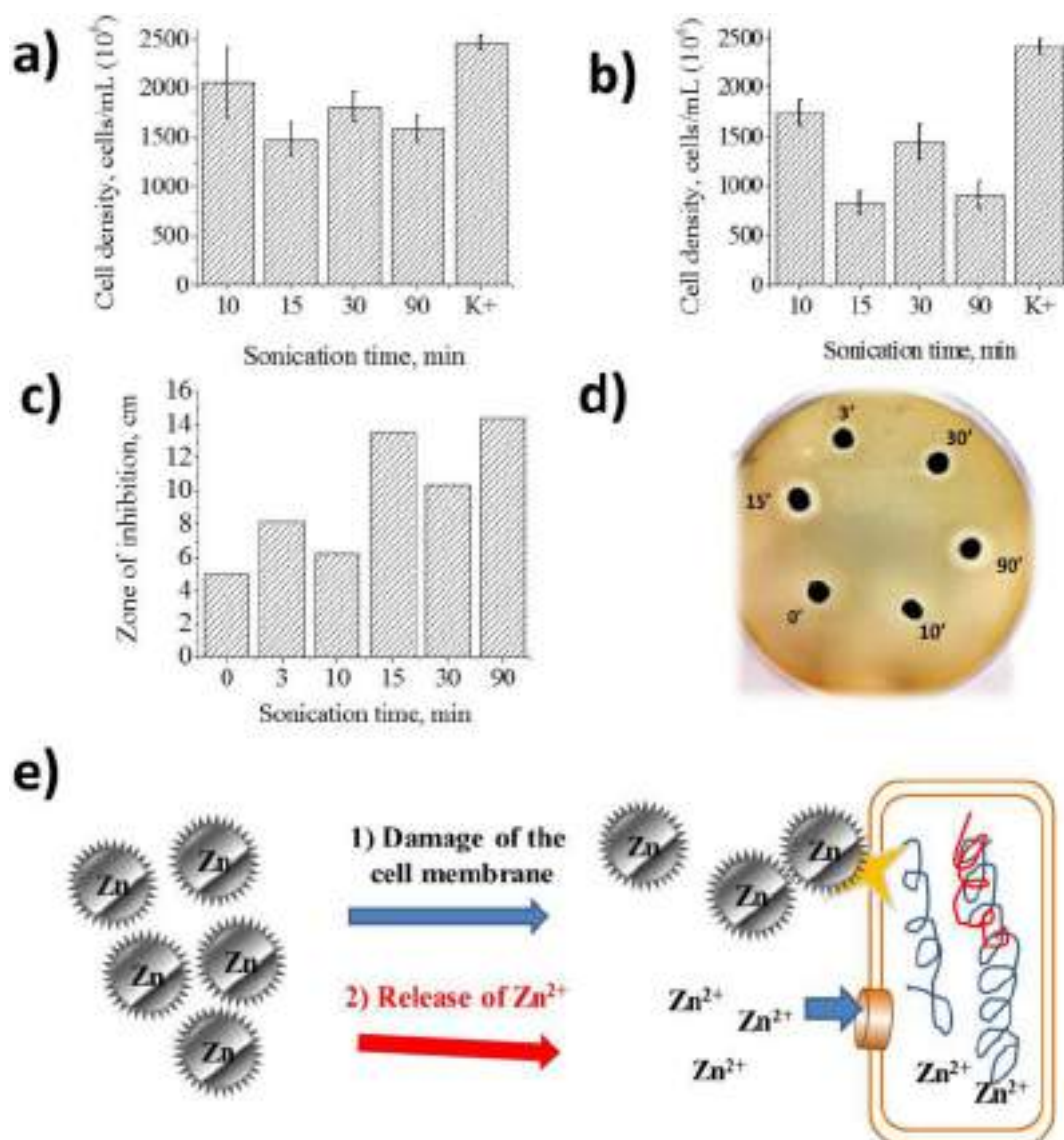 a)
Cell density, cells/mL (10⁶)
2500
2000
1500
1000
500
0
10 15 30 90 K+
Sonication time, min
b)
Cell density, cells/mL (10⁶)
2500
2000
1500
1000
500
0
10 15 30 90 K+
Sonication time, min
c)
Zone of inhibition, cm
16
14
12
10
8
6
4
2
0
0 3 10 15 30 90
Sonication time, min
d)
3'
30'
15'
90'
0'
10'
e)
Zn
Zn
Zn
Zn
Zn
1) Damage of the
cell membrane
2) Release of Zn²⁺
Zn
Zn
Zn
Zn²⁺
Zn²⁺
Zn²⁺
Zn²⁺
Zn²⁺